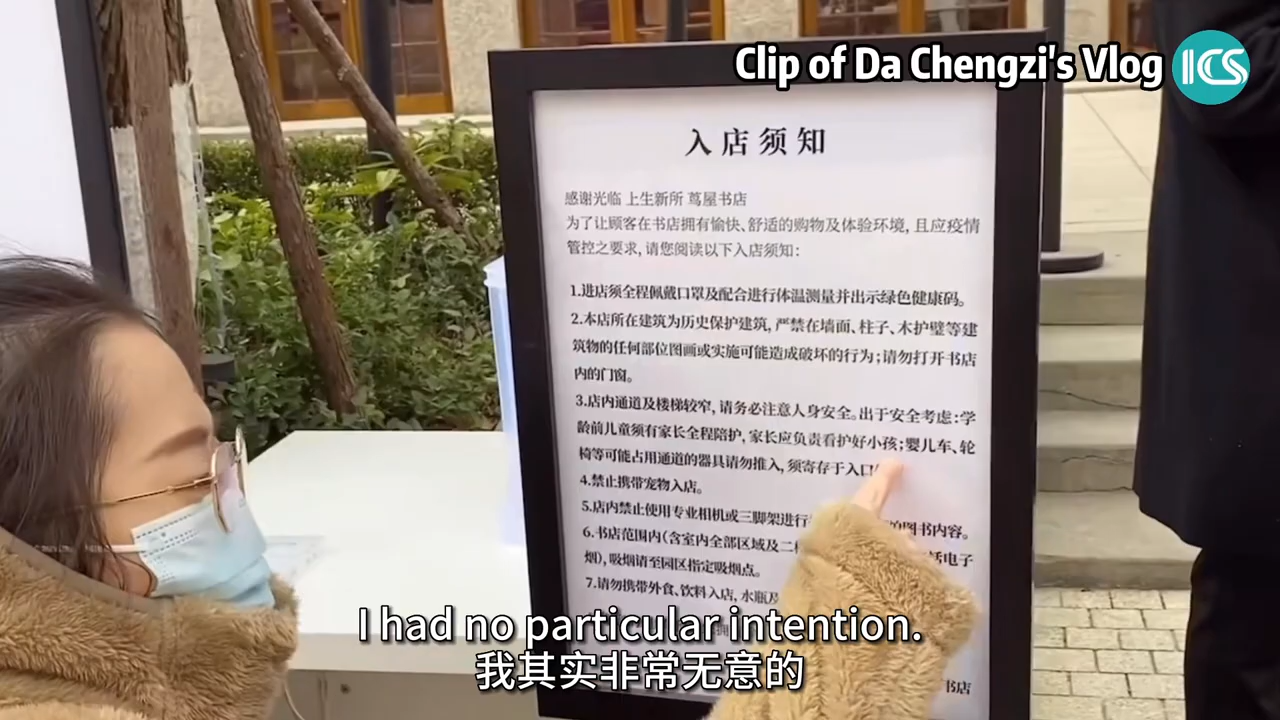 Clip of Da Chengzi's Vlog ICS
入店须知
感谢光临 上生新所 茑屋书店
为了让顾客在书店拥有愉快、舒适的购物及体验环境, 且应疫情
管控之要求, 请您阅读以下入店须知:
1.进店须全程佩戴口罩及配合进行体温测量并出示绿色健康码。
2.本店所在建筑为历史保护建筑, 严禁在墙面、柱子、木护壁等建
筑物的任何部位图画或实施可能造成破坏的行为;请勿打开书店
内的门窗。
3.店内通道及楼梯较窄, 请务必注意人身安全。出于安全考虑:学
龄前儿童须有家长全程陪护, 家长应负责看护好小孩;婴儿车、轮
椅等可能占用通道的器具请勿推入, 须寄存于入口
4.禁止携带宠物入店。
5.店内禁止使用专业相机或三脚架进行 图书内容。
6.书店范围内(含室内全部区域及二 电子
烟), 吸烟请至园区指定吸烟点。
7.请勿携带外食、饮料入店, 水瓶及
书店
I had no particular intention.
我其实非常无意的